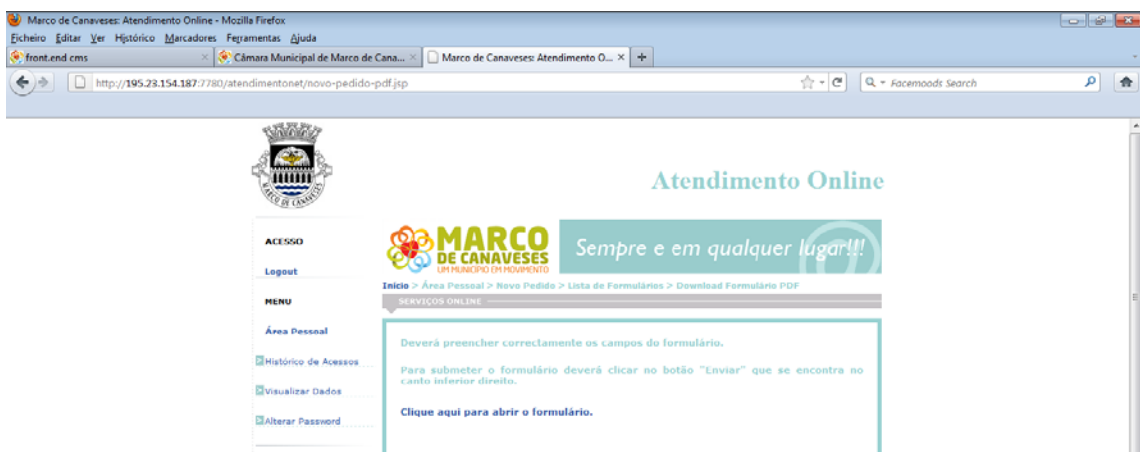 Marco de Canaveses: Atendimento Online - Mozilla Firefox
Ficheiro Editar Ver Histórico Marcadores Ferramentas Ajuda
front.end cms
Câmara Municipal de Marco de Cana...
Marco de Canaveses: Atendimento O...
http://195.23.154.187:7780/atendimentonet/novo-pedido-pdf.jsp
Facemoods Search
MARCO DE CANAVESES
Atendimento Online
ACESSO
Logout
MENU
Área Pessoal
Histórico de Acessos
Visualizar Dados
Alterar Password
MARCO
DE CANAVESES
UM MUNICÍPIO EM MOVIMENTO
Sempre e em qualquer lugar!!!
@
Início > Área Pessoal > Novo Pedido > Lista de Formulários > Download Formulário PDF
SERVIÇOS ONLINE
Deverá preencher correctamente os campos do formulário.
Para submeter o formulário deverá clicar no botão "Enviar" que se encontra no
canto inferior direito.
Clique aqui para abrir o formulário.